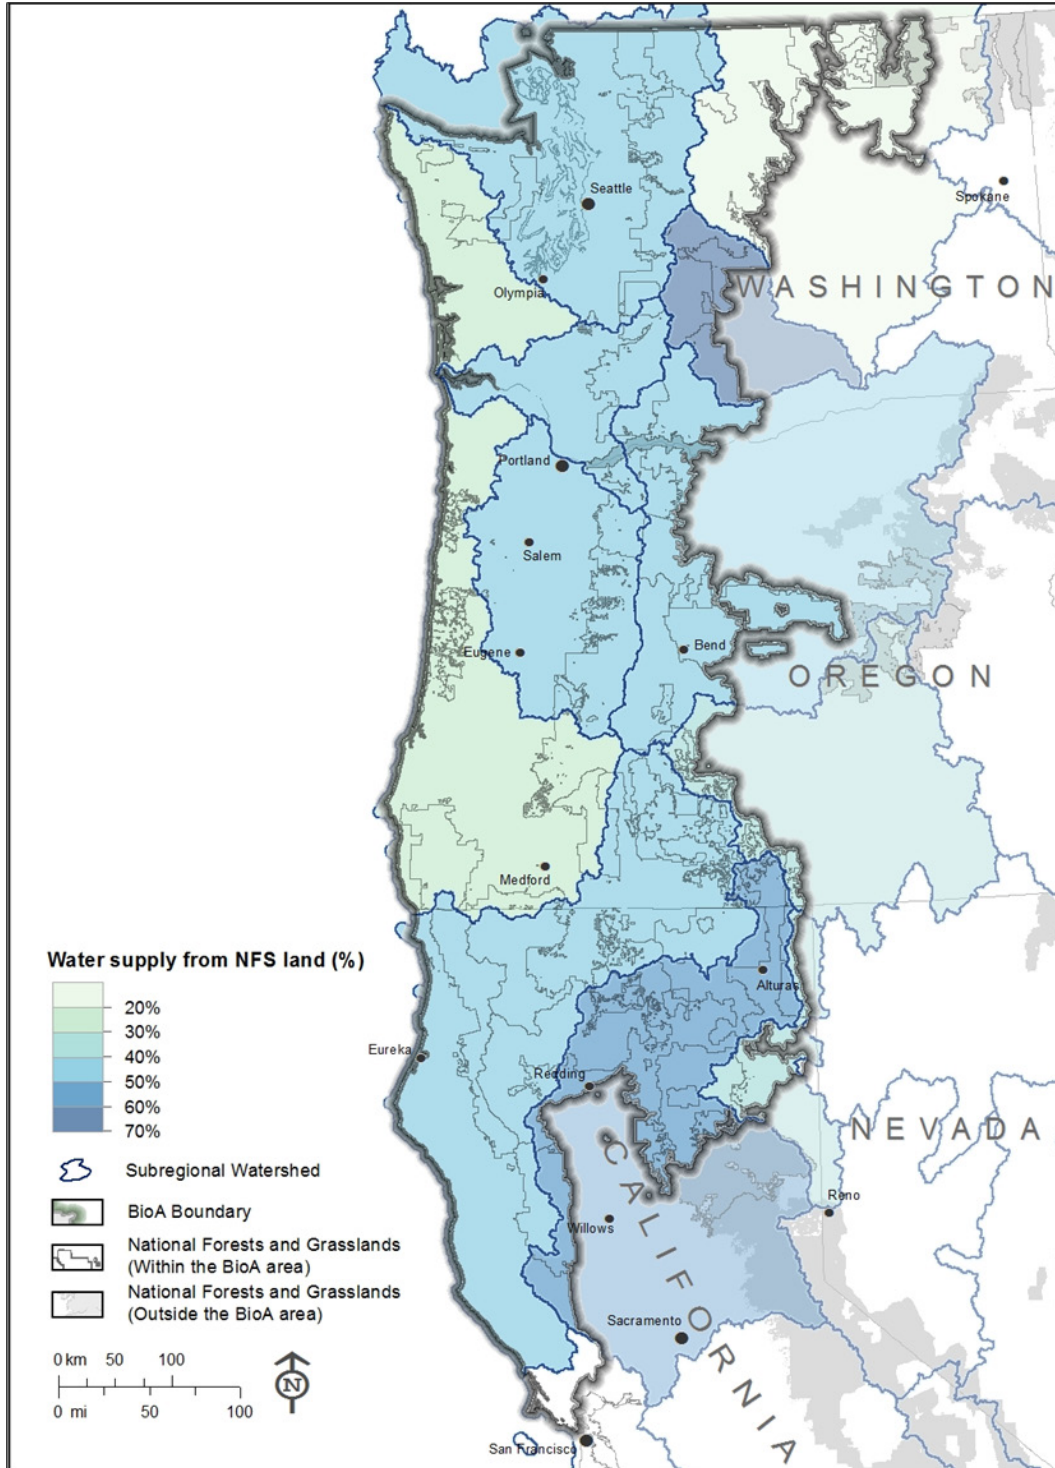 Seattle
Spokane
WASHINGTON
Olympia
Portland
Salem
Eugene
Bend
OREGON
Medford
Water supply from NFS land (%)
20%
30%
40%
50%
60%
70%
Alturas
Eureka
Redding
NEVADA
CALIFORNIA
Reno
Willows
Sacramento
San Francisco
Subregional Watershed
BioA Boundary
National Forests and Grasslands
(Within the BioA area)
National Forests and Grasslands
(Outside the BioA area)
0 km 50 100
0 mi 50 100
N